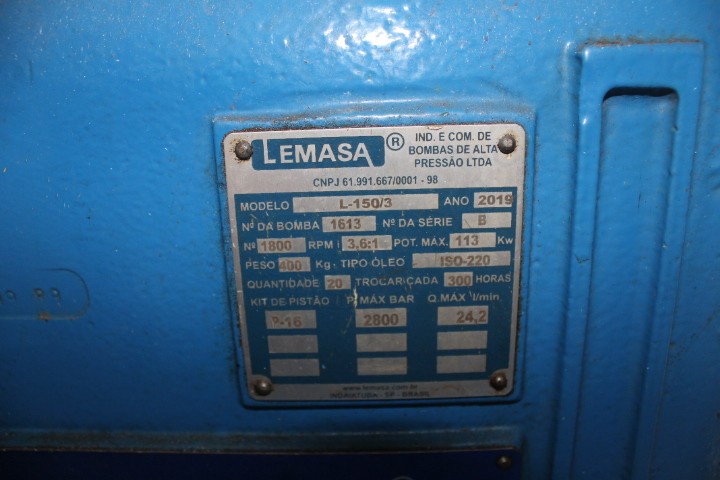 LEMASA ® IND. E COM. DE
BOMBAS DE ALTA
PRESSÃO LTDA
CNPJ 61.991.667/0001 - 98
MODELO L-150/3 ANO 2019
Nº DA BOMBA 1613 Nº DA SÉRIE B
Nº 1800 RPM 3,6:1 POT. MÁX. 113 Kw
PESO 400 Kg. TIPO ÓLEO ISO-220
QUANTIDADE 20 TROCAR/CADA 300 HORAS
KIT DE PISTÃO P. MÁX BAR Q.MÁX l/min
P-16 2800 24,2
www.lemasa.com.br
INDAIATUBA - SP - BRASIL